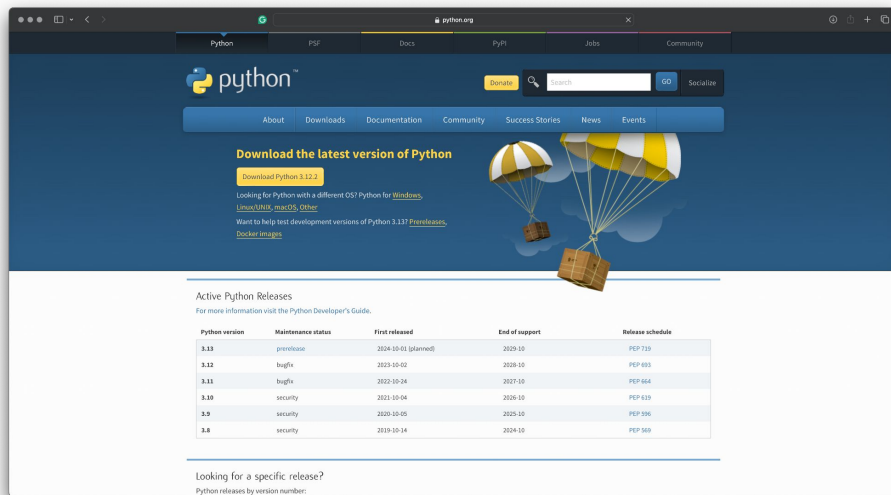 python.org
Python
PSF
Docs
PyPI
Jobs
Community
python™
Donate
Search
GO
Socialize
About
Downloads
Documentation
Community
Success Stories
News
Events
Download the latest version of Python
Download Python 3.12.2
Looking for Python with a different OS? Python for Windows,
Linux/UNIX, macOS, Other
Want to help test development versions of Python 3.13? Prereleases,
Docker images
Active Python Releases
For more information visit the Python Developer's Guide.
Python version Maintenance status First released End of support Release schedule
3.13 prerelease 2024-10-01 (planned) 2029-10 PEP 719
3.12 bugfix 2023-10-02 2028-10 PEP 693
3.11 bugfix 2022-10-24 2027-10 PEP 664
3.10 security 2021-10-04 2026-10 PEP 619
3.9 security 2020-10-05 2025-10 PEP 596
3.8 security 2019-10-14 2024-10 PEP 569
Looking for a specific release?
Python releases by version number: